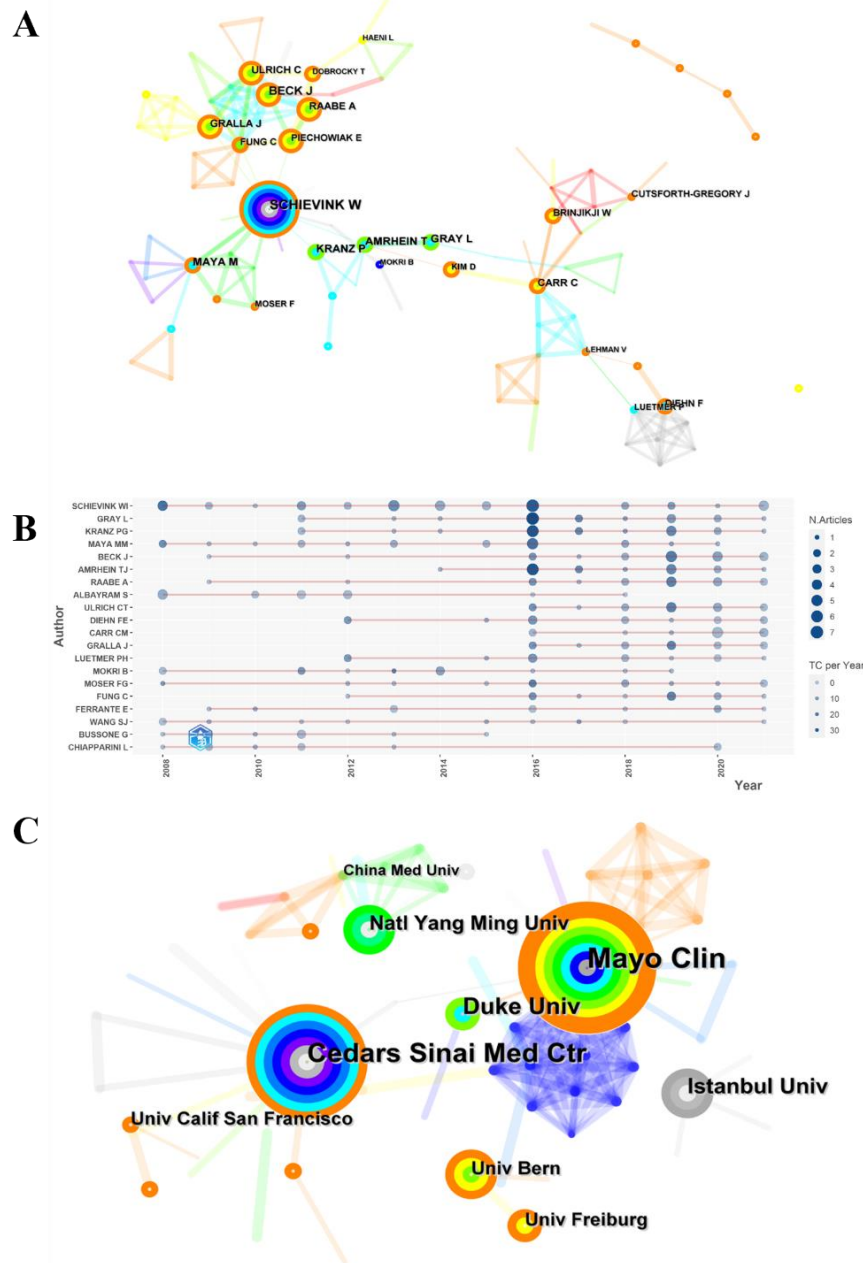 A
HAENI L
ULRICH C
DOBROCKY T
BECK J
RAABE A
GRALLA J
PIECHOWIAK E
FUNG C
CUTSFORTH-GREGORY J
SCHIEVINK W
BRINJIKJI W
AMRHEIN T
GRAY L
KRANZ P
MAYA M
MOKRI B
KIM D
CARR C
MOSER F
LEHMAN V
DIEHN F
LUETMER P
B
SCHIEVINK WI
GRAY L
KRANZ PG
MAYA MM
BECK J
AMRHEIN TJ
RAABE A
ALBAYRAM S
ULRICH CT
DIEHN FE
CARR CM
GRALLA J
LUETMER PH
MOKRI B
MOSER FG
FUNG C
FERRANTE E
WANG SJ
BUSSONE G
CHIAPPARINI L
Author
2008
2010
2012
2014
2016
2018
2020
Year
N.Articles
1
2
3
4
5
6
7
TC per Year
0
10
20
30
C
China Med Univ
Natl Yang Ming Univ
Mayo Clin
Duke Univ
Cedars Sinai Med Ctr
Istanbul Univ
Univ Calif San Francisco
Univ Bern
Univ Freiburg